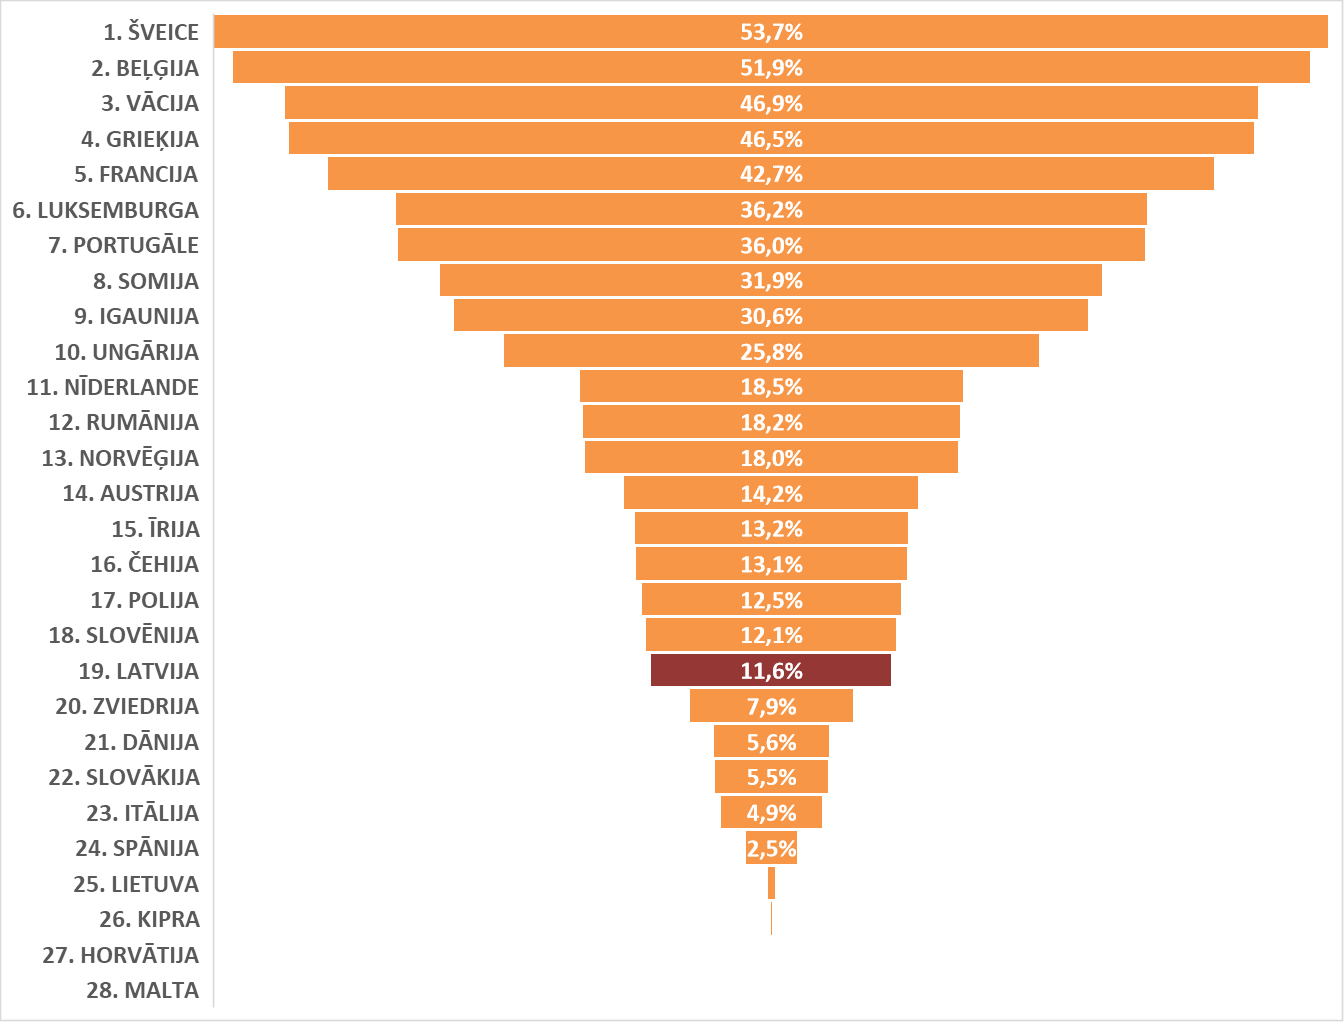 1. ŠVEICE 53,7%
2. BEĻĢIJA 51,9%
3. VĀCIJA 46,9%
4. GRIEĶIJA 46,5%
5. FRANCIJA 42,7%
6. LUKSEMBURGA 36,2%
7. PORTUGĀLE 36,0%
8. SOMIJA 31,9%
9. IGAUNIJA 30,6%
10. UNGĀRIJA 25,8%
11. NĪDERLANDE 18,5%
12. RUMĀNIJA 18,2%
13. NORVĒĢIJA 18,0%
14. AUSTRIJA 14,2%
15. ĪRIJA 13,2%
16. ČEHIJA 13,1%
17. POLIJA 12,5%
18. SLOVĒNIJA 12,1%
19. LATVIJA 11,6%
20. ZVIEDRIJA 7,9%
21. DĀNIJA 5,6%
22. SLOVĀKIJA 5,5%
23. ITĀLIJA 4,9%
24. SPĀNIJA 2,5%
25. LIETUVA
26. KIPRA
27. HORVĀTIJA
28. MALTA